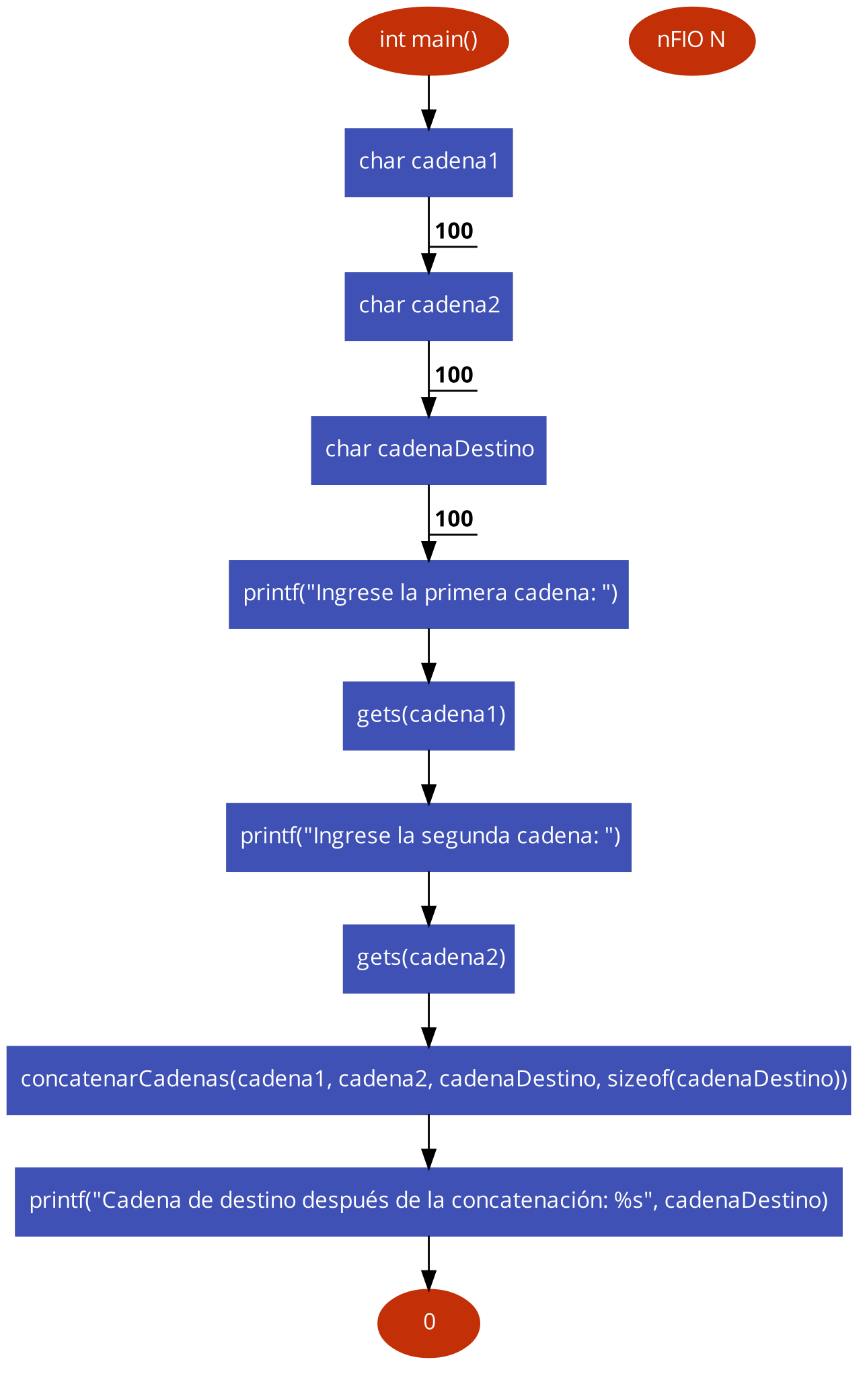 int main()
nFIO N
char cadena1
100
char cadena2
100
char cadenaDestino
100
printf("Ingrese la primera cadena: ")
gets(cadena1)
printf("Ingrese la segunda cadena: ")
gets(cadena2)
concatenarCadenas(cadena1, cadena2, cadenaDestino, sizeof(cadenaDestino))
printf("Cadena de destino después de la concatenación: %s", cadenaDestino)
0